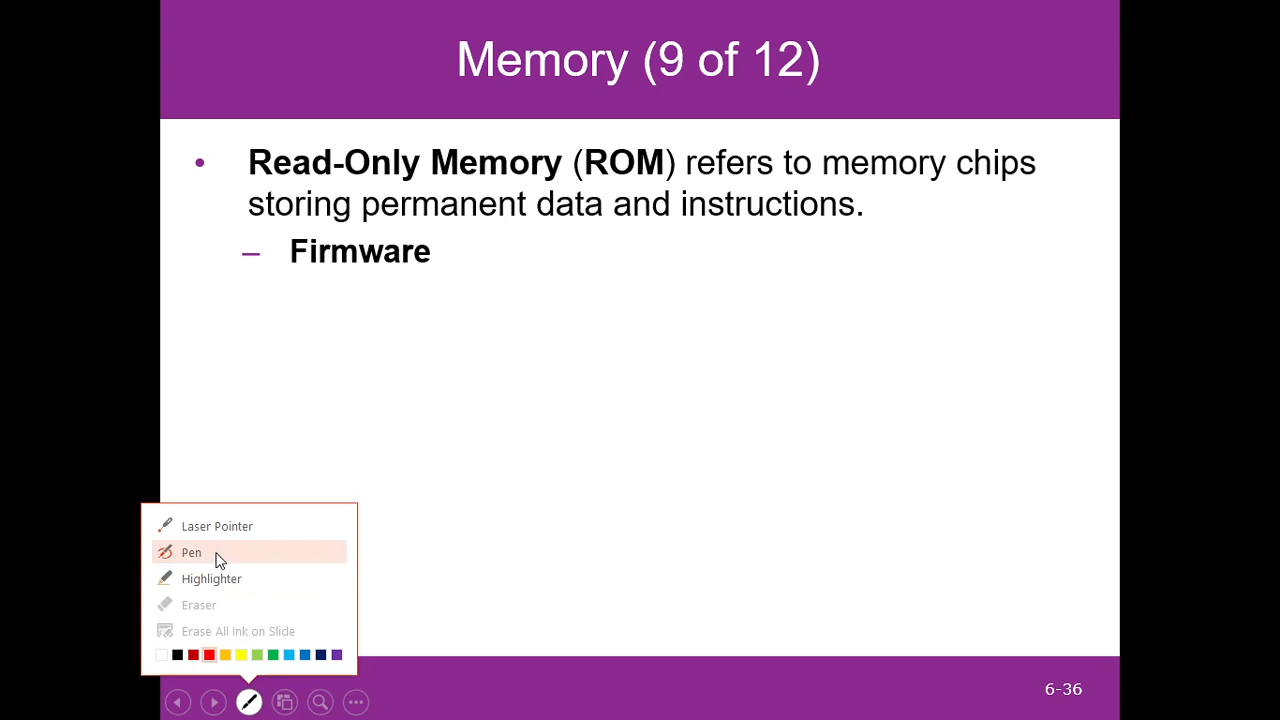 Memory (9 of 12)
• Read-Only Memory (ROM) refers to memory chips
storing permanent data and instructions.
– Firmware
Laser Pointer
Pen
Highlighter
Eraser
Erase All Ink on Slide
6-36